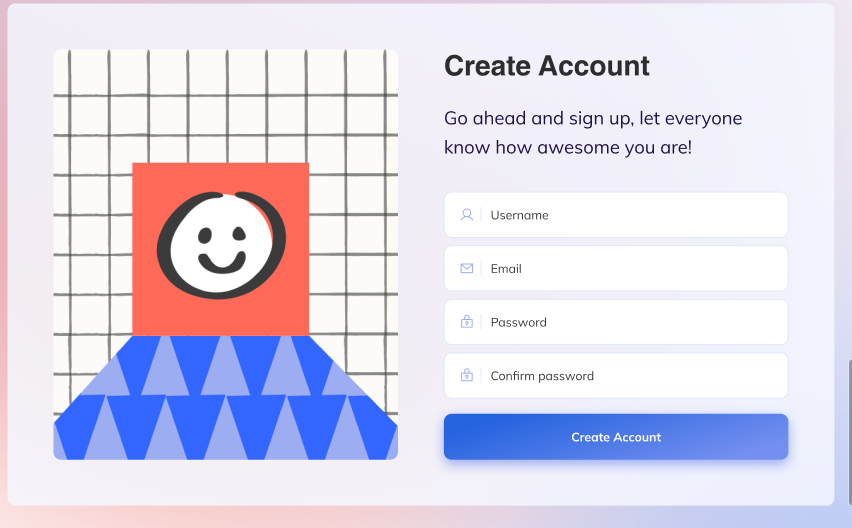 Create Account
Go ahead and sign up, let everyone
know how awesome you are!
Username
Email
Password
Confirm password
Create Account